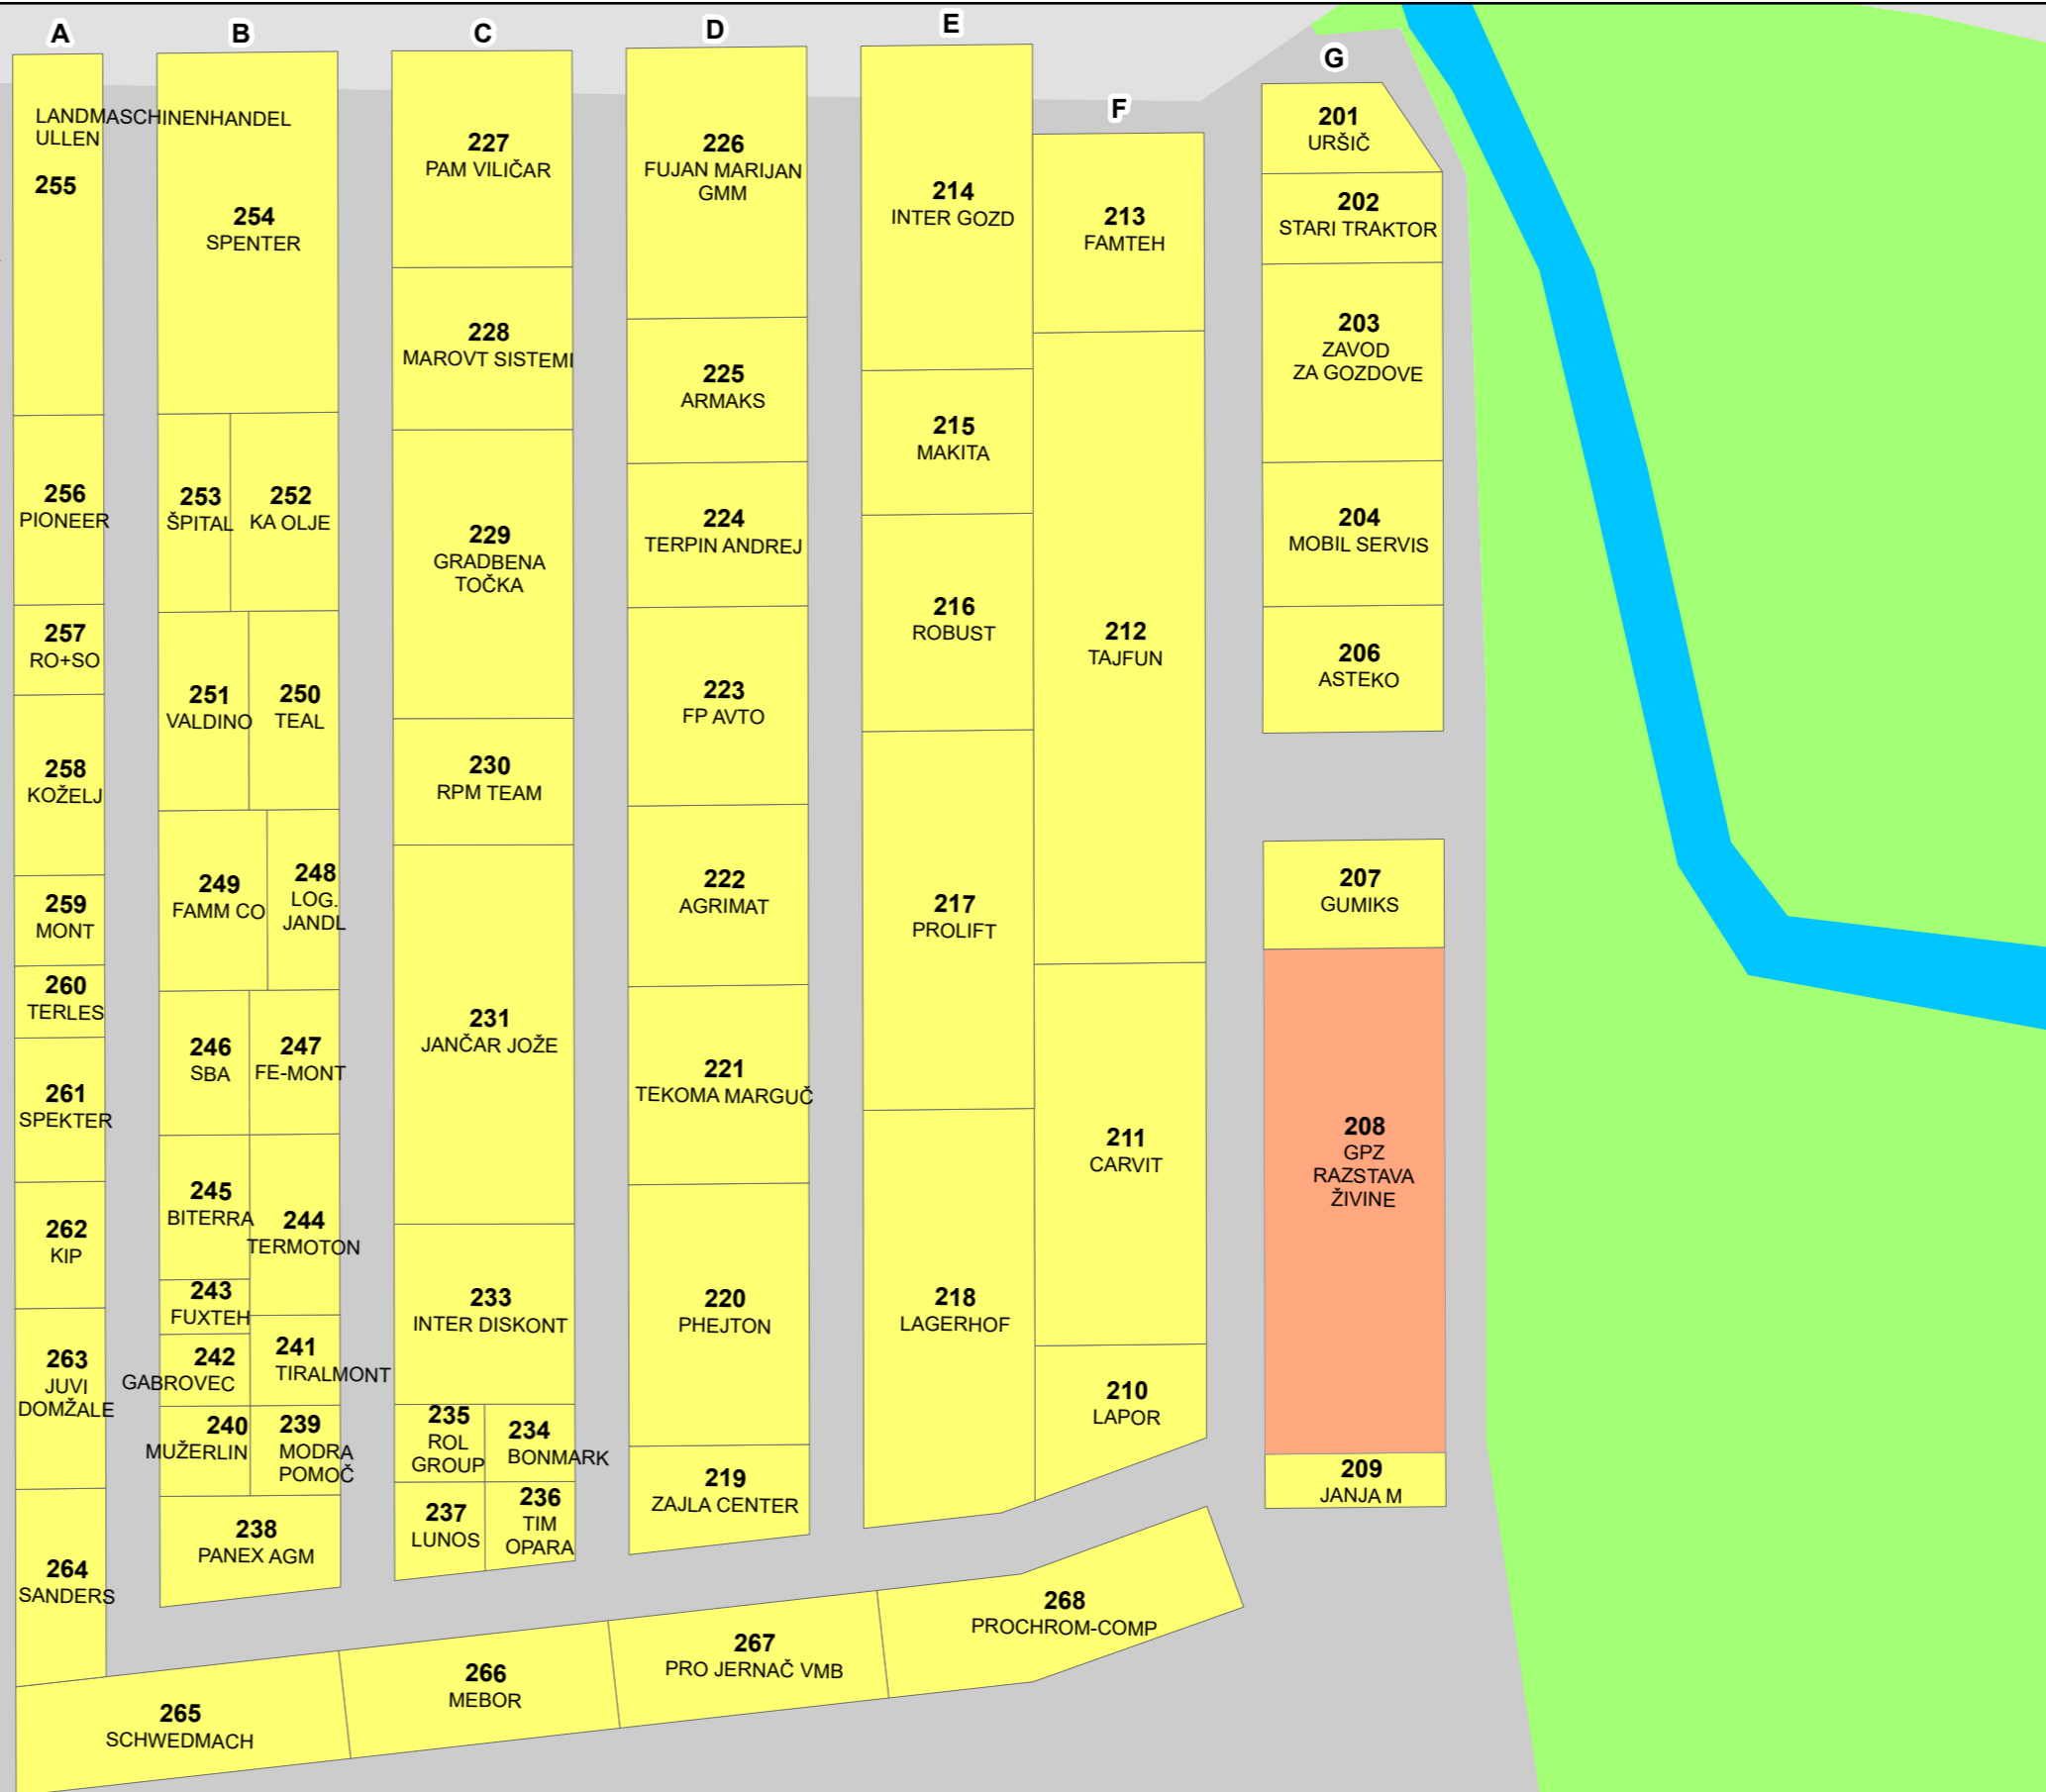 A
B
C
D
E
F
G
LANDMASCHINENHANDEL
ULLEN
255
256
PIONEER
257
RO+SO
258
KOŽELJ
259
MONT
260
TERLES
261
SPEKTER
262
KIP
263
JUVI
DOMŽALE
264
SANDERS
254
SPENTER
253
ŠPITAL
252
KA OLJE
251
VALDINO
250
TEAL
249
FAMM CO
248
LOG.
JANDL
246
SBA
247
FE-MONT
245
BITERRA
244
TERMOTON
243
FUXTEH
242
GABROVEC
241
TIRALMONT
240
MUŽERLIN
239
MODRA
POMOČ
238
PANEX AGM
227
PAM VILIČAR
228
MAROVT SISTEMI
229
GRADBENA
TOČKA
230
RPM TEAM
231
JANČAR JOŽE
233
INTER DISKONT
235
ROL
GROUP
234
BONMARK
237
LUNOS
236
TIM
OPARA
226
FUJAN MARIJAN
GMM
225
ARMAKS
224
TERPIN ANDREJ
223
FP AVTO
222
AGRIMAT
221
TEKOMA MARGUČ
220
PHEJTON
219
ZAJLA CENTER
214
INTER GOZD
215
MAKITA
216
ROBUST
217
PROLIFT
218
LAGERHOF
213
FAMTEH
212
TAJFUN
211
CARVIT
210
LAPOR
201
URŠIČ
202
STARI TRAKTOR
203
ZAVOD
ZA GOZDOVE
204
MOBIL SERVIS
206
ASTEKO
207
GUMIKS
208
GPZ
RAZSTAVA
ŽIVINE
209
JANJA M
265
SCHWEDMACH
266
MEBOR
267
PRO JERNAČ VMB
268
PROCHROM-COMP